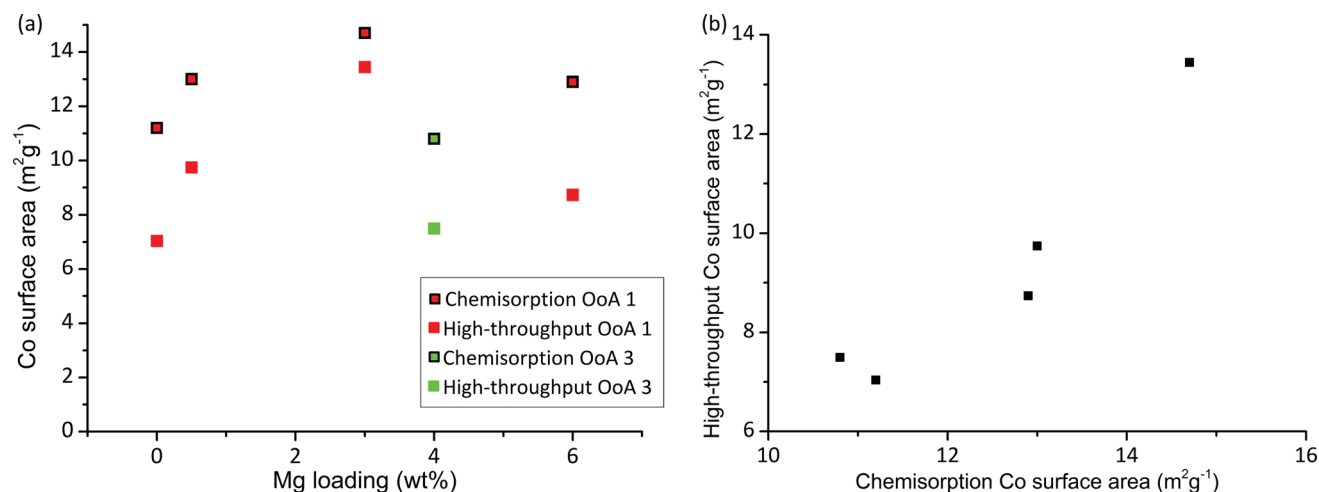 (a)
Co surface area (m²g⁻¹)
14
12
10
8
6
4
2
0
0
2
4
6
Mg loading (wt%)
Chemisorption OoA 1
High-throughput OoA 1
Chemisorption OoA 3
High-throughput OoA 3
(b)
High-throughput Co surface area (m²g⁻¹)
14
12
10
8
6
10
12
14
16
Chemisorption Co surface area (m²g⁻¹)